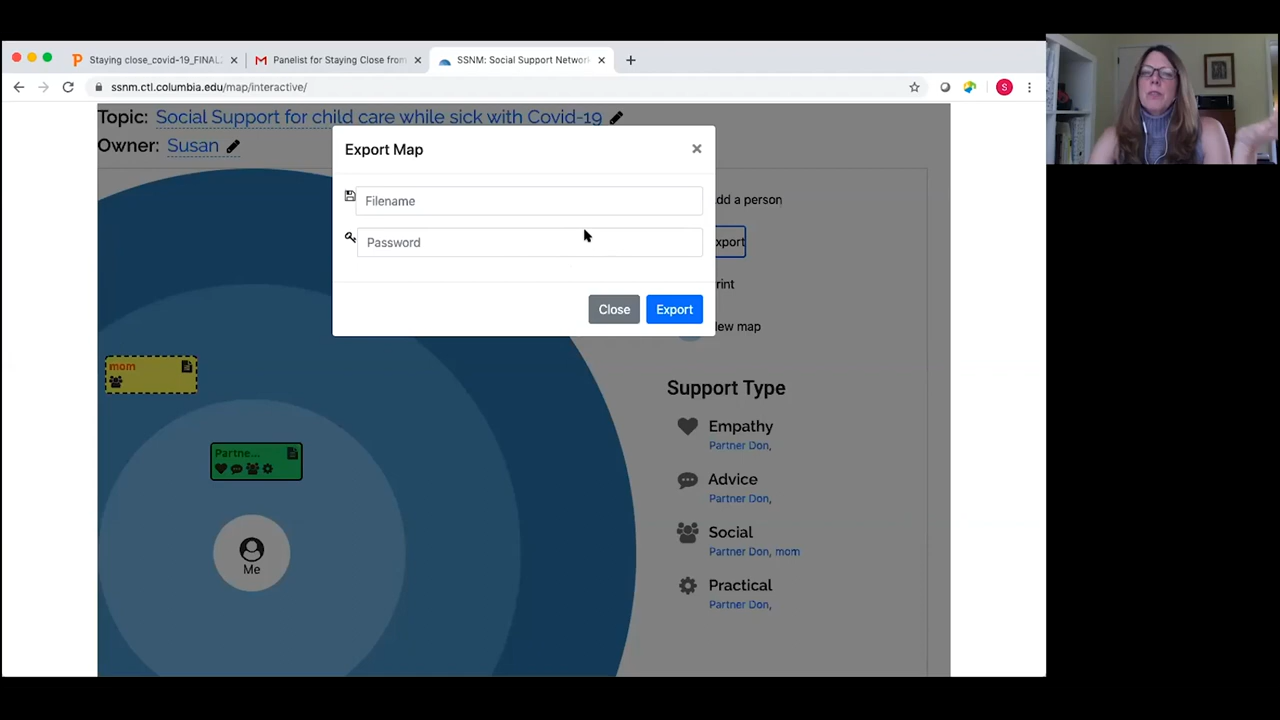 Staying close_covid-19_FINAL.
Panelist for Staying Close from
SSNM: Social Support Network
ssnm.ctl.columbia.edu/map/interactive/
S
Topic: Social Support for child care while sick with Covid-19
Owner: Susan
Export Map
Filename
Password
Close
Export
dd a person
xport
rint
ew map
mom
Partne...
Me
Support Type
Empathy
Partner Don,
Advice
Partner Don,
Social
Partner Don, mom
Practical
Partner Don,